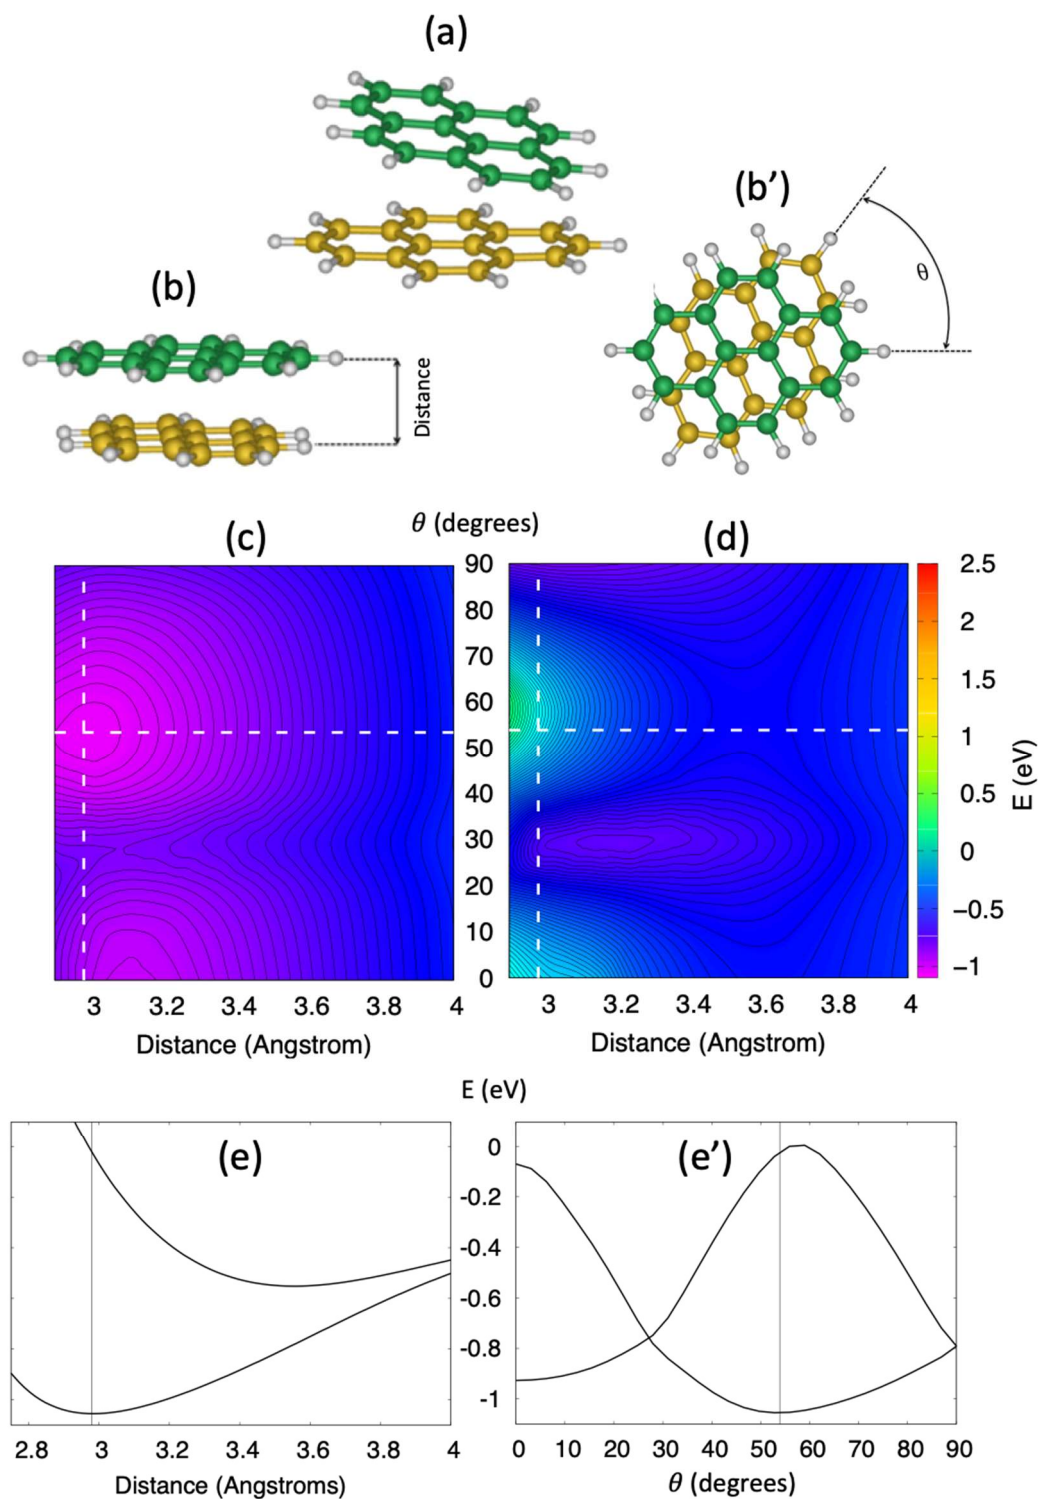 (a)
(b')
θ
(b)
Distance
θ (degrees)
(c)
(d)
90
80
70
60
50
40
30
20
10
0
2.5
2
1.5
1
0.5
0
−0.5
−1
E (eV)
3 3.2 3.4 3.6 3.8 4
3 3.2 3.4 3.6 3.8 4
Distance (Angstrom)
Distance (Angstrom)
E (eV)
(e)
(e')
0
-0.2
-0.4
-0.6
-0.8
-1
2.8 3 3.2 3.4 3.6 3.8 4
0 10 20 30 40 50 60 70 80 90
Distance (Angstroms)
θ (degrees)